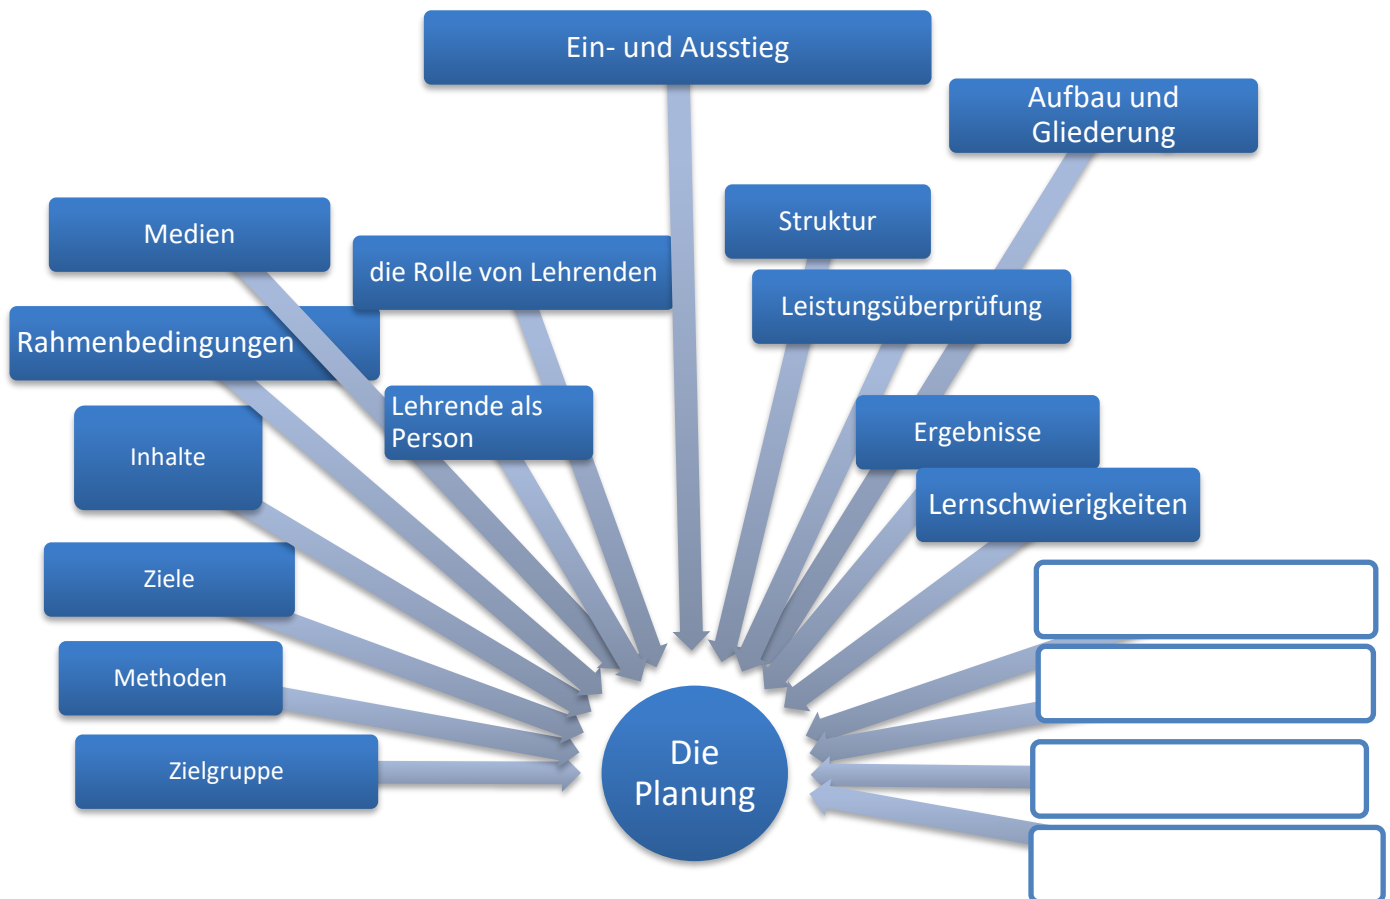 Ein- und Ausstieg
Aufbau und
Gliederung
Medien
die Rolle von Lehrenden
Struktur
Leistungsüberprüfung
Rahmenbedingungen
Lehrende als
Person
Ergebnisse
Inhalte
Lernschwierigkeiten
Ziele
Methoden
Zielgruppe
Die
Planung